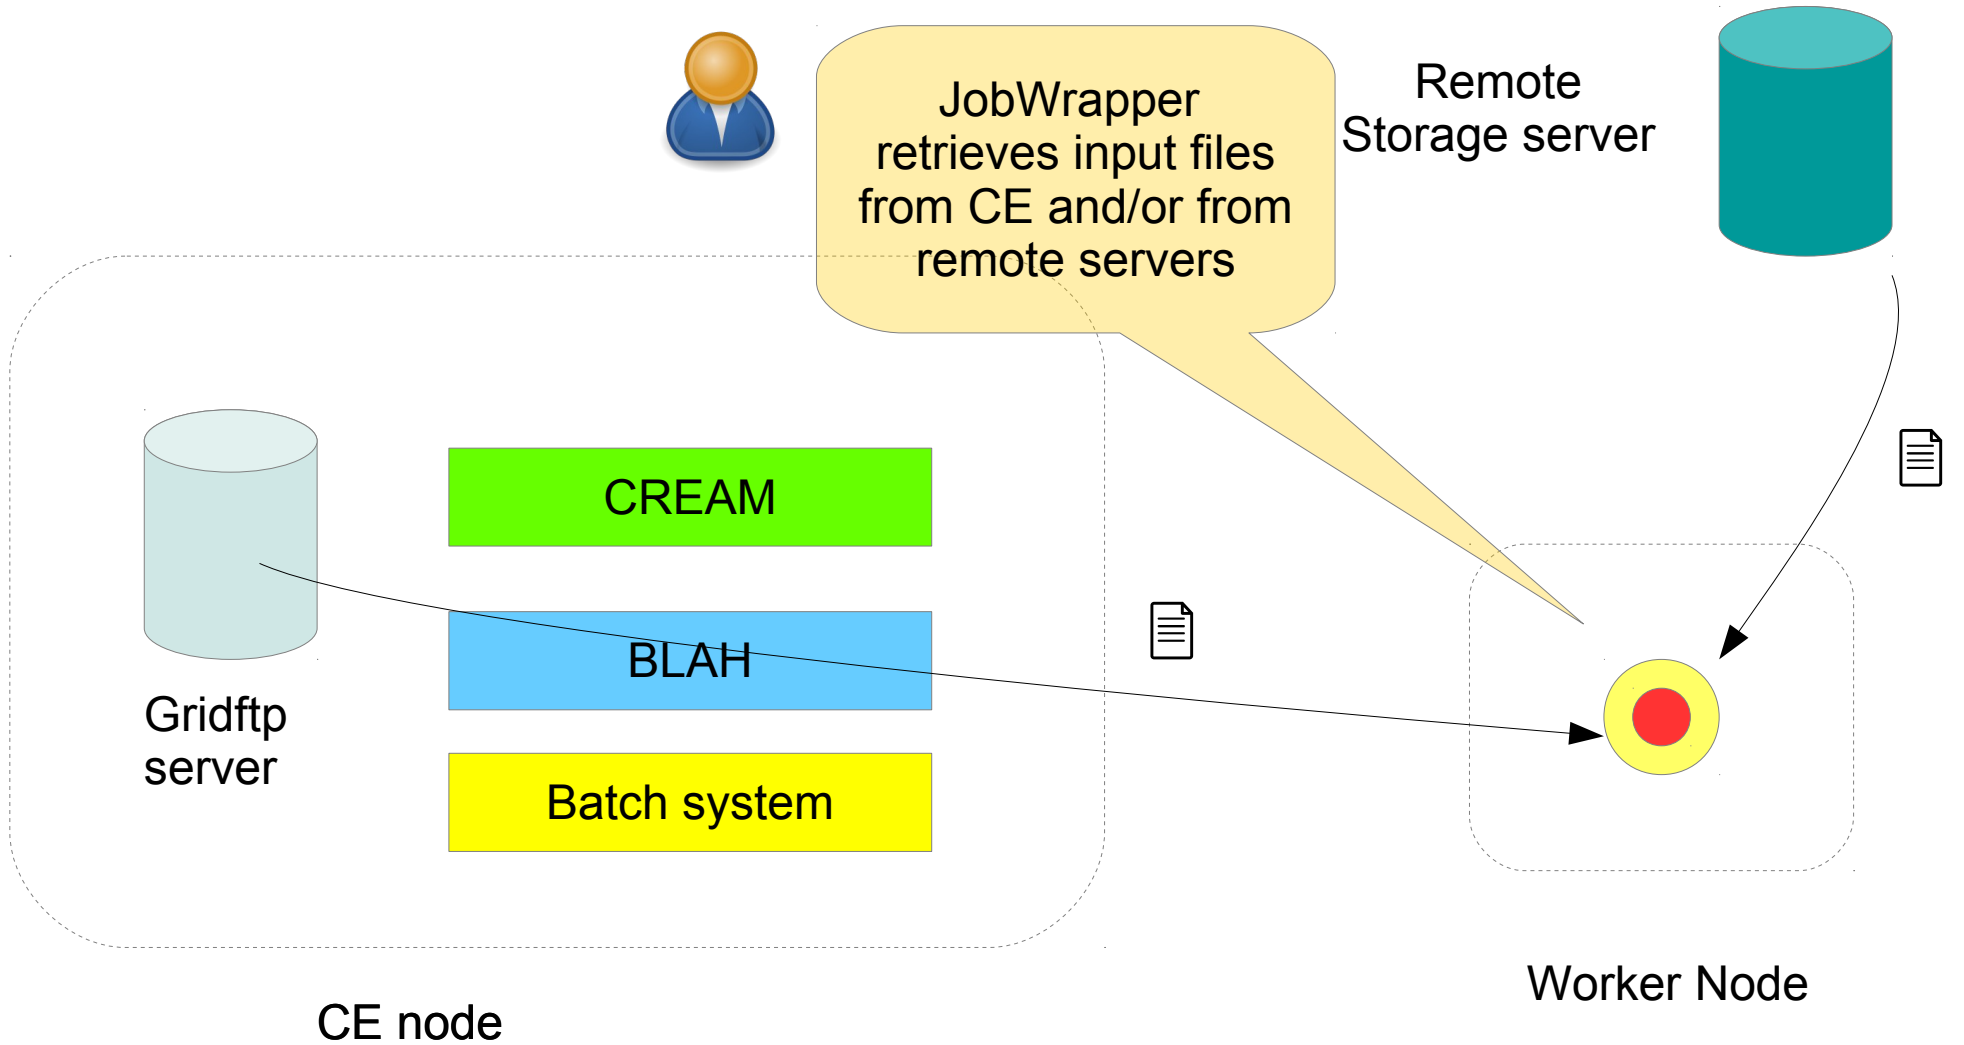 JobWrapper
retrieves input files
from CE and/or from
remote servers
Remote
Storage server
CREAM
BLAH
Batch system
Gridftp
server
CE node
Worker Node